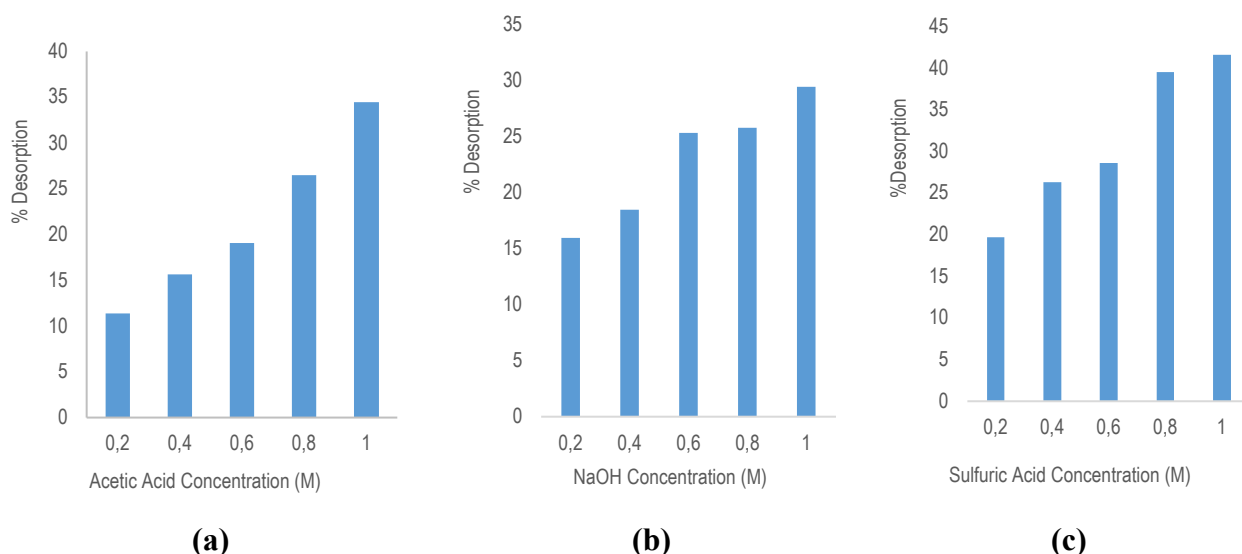 40
35
30
25
20
15
10
5
0
% Desorption
0,2 0,4 0,6 0,8 1
Acetic Acid Concentration (M)
(a)
35
30
25
20
15
10
5
0
% Desorption
0,2 0,4 0,6 0,8 1
NaOH Concentration (M)
(b)
45
40
35
30
25
20
15
10
5
0
%Desorption
0,2 0,4 0,6 0,8 1
Sulfuric Acid Concentration (M)
(c)